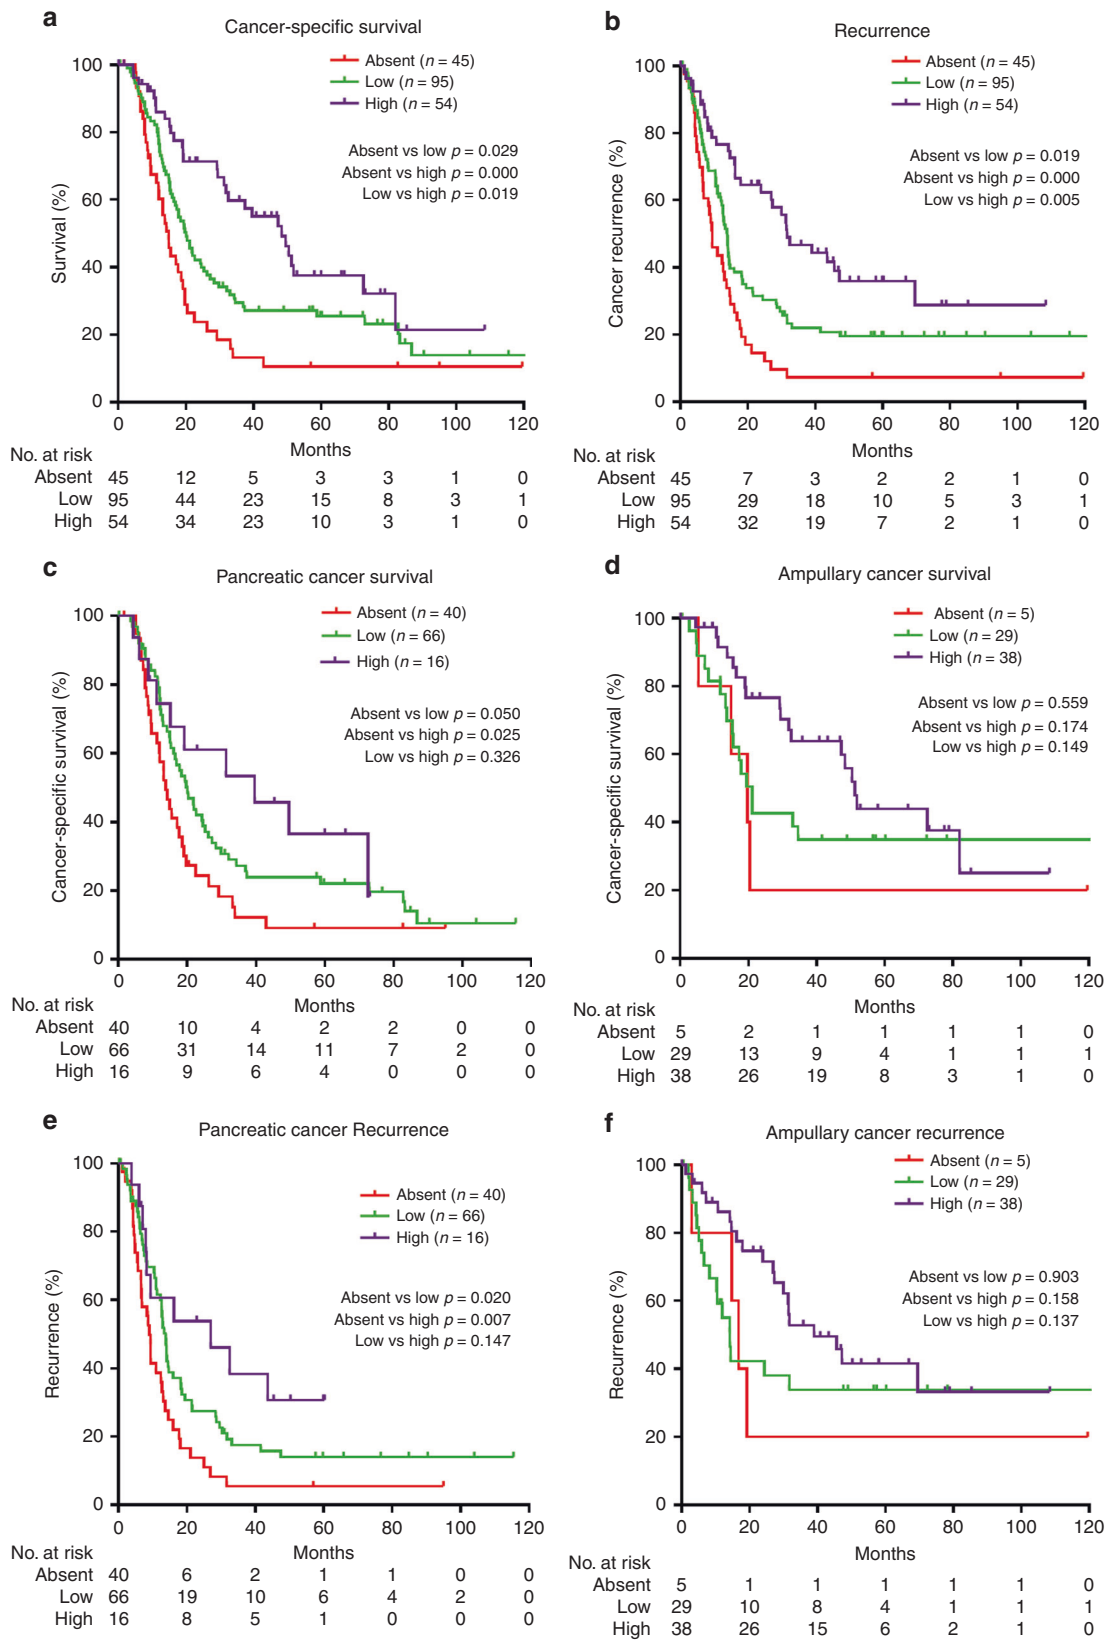 a
Cancer-specific survival
Absent (n = 45)
Low (n = 95)
High (n = 54)
Absent vs low p = 0.029
Absent vs high p = 0.000
Low vs high p = 0.019
Survival (%)
100
80
60
40
20
0
0 20 40 60 80 100 120
Months
No. at risk
Absent 45 12 5 3 3 1 0
Low 95 44 23 15 8 3 1
High 54 34 23 10 3 1 0
b
Recurrence
Absent (n = 45)
Low (n = 95)
High (n = 54)
Absent vs low p = 0.019
Absent vs high p = 0.000
Low vs high p = 0.005
Cancer recurrence (%)
100
80
60
40
20
0
0 20 40 60 80 100 120
Months
No. at risk
Absent 45 7 3 2 2 1 0
Low 95 29 18 10 5 3 1
High 54 32 19 7 2 1 0
c
Pancreatic cancer survival
Absent (n = 40)
Low (n = 66)
High (n = 16)
Absent vs low p = 0.050
Absent vs high p = 0.025
Low vs high p = 0.326
Cancer-specific survival (%)
100
80
60
40
20
0
0 20 40 60 80 100 120
Months
No. at risk
Absent 40 10 4 2 2 0 0
Low 66 31 14 11 7 2 0
High 16 9 6 4 0 0 0
d
Ampullary cancer survival
Absent (n = 5)
Low (n = 29)
High (n = 38)
Absent vs low p = 0.559
Absent vs high p = 0.174
Low vs high p = 0.149
Cancer-specific survival (%)
100
80
60
40
20
0
0 20 40 60 80 100 120
Months
No. at risk
Absent 5 2 1 1 1 1 0
Low 29 13 9 4 1 1 1
High 38 26 19 8 3 1 0
e
Pancreatic cancer Recurrence
Absent (n = 40)
Low (n = 66)
High (n = 16)
Absent vs low p = 0.020
Absent vs high p = 0.007
Low vs high p = 0.147
Recurrence (%)
100
80
60
40
20
0
0 20 40 60 80 100 120
Months
No. at risk
Absent 40 6 2 1 1 0 0
Low 66 19 10 6 4 2 0
High 16 8 5 1 0 0 0
f
Ampullary cancer recurrence
Absent (n = 5)
Low (n = 29)
High (n = 38)
Absent vs low p = 0.903
Absent vs high p = 0.158
Low vs high p = 0.137
Recurrence (%)
100
80
60
40
20
0
0 20 40 60 80 100 120
Months
No. at risk
Absent 5 1 1 1 1 1 0
Low 29 10 8 4 1 1 1
High 38 26 15 6 2 1 0